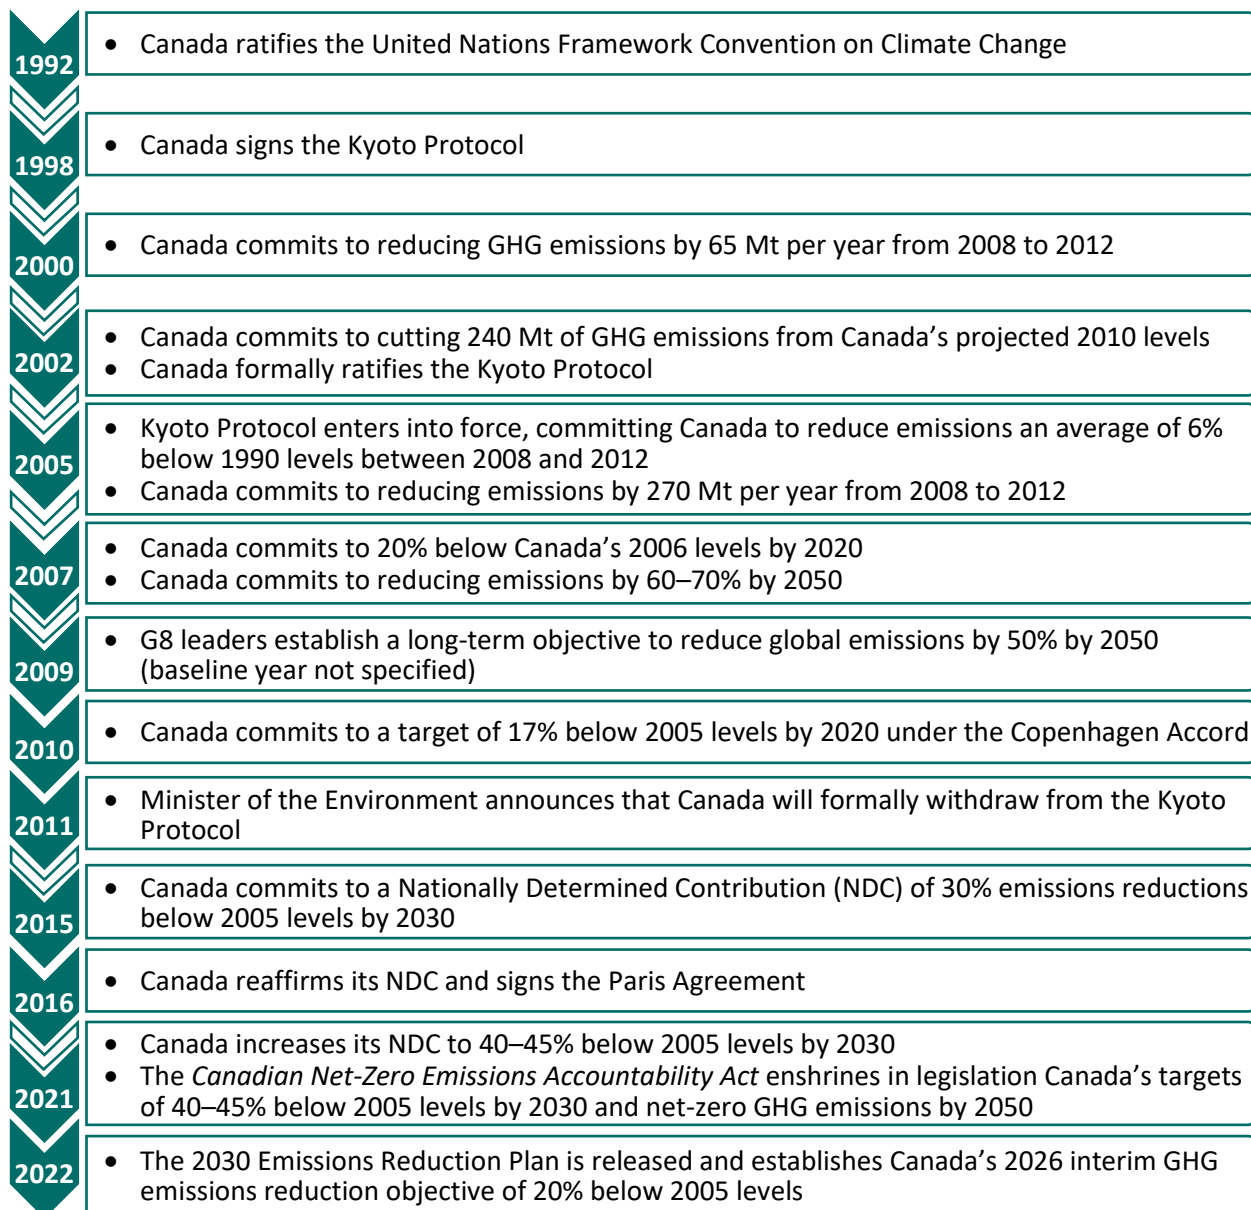 1992
• Canada ratifies the United Nations Framework Convention on Climate Change
1998
• Canada signs the Kyoto Protocol
2000
• Canada commits to reducing GHG emissions by 65 Mt per year from 2008 to 2012
2002
• Canada commits to cutting 240 Mt of GHG emissions from Canada’s projected 2010 levels
• Canada formally ratifies the Kyoto Protocol
2005
• Kyoto Protocol enters into force, committing Canada to reduce emissions an average of 6%
below 1990 levels between 2008 and 2012
• Canada commits to reducing emissions by 270 Mt per year from 2008 to 2012
2007
• Canada commits to 20% below Canada’s 2006 levels by 2020
• Canada commits to reducing emissions by 60–70% by 2050
2009
• G8 leaders establish a long-term objective to reduce global emissions by 50% by 2050
(baseline year not specified)
2010
• Canada commits to a target of 17% below 2005 levels by 2020 under the Copenhagen Accord
2011
• Minister of the Environment announces that Canada will formally withdraw from the Kyoto
Protocol
2015
• Canada commits to a Nationally Determined Contribution (NDC) of 30% emissions reductions
below 2005 levels by 2030
2016
• Canada reaffirms its NDC and signs the Paris Agreement
2021
• Canada increases its NDC to 40–45% below 2005 levels by 2030
• The Canadian Net-Zero Emissions Accountability Act enshrines in legislation Canada’s targets
of 40–45% below 2005 levels by 2030 and net-zero GHG emissions by 2050
2022
• The 2030 Emissions Reduction Plan is released and establishes Canada’s 2026 interim GHG
emissions reduction objective of 20% below 2005 levels